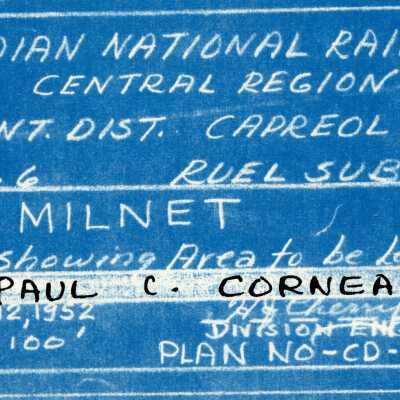 DIAN NATIONAL RAI
CENTRAL REGION
NT. DIST. CAPREOL
.6 RUEL SUB
MILNET
showing Area to be L
PAUL C. CORNEA
12, 1952
DIVISION EN
100'
PLAN NO-CD-